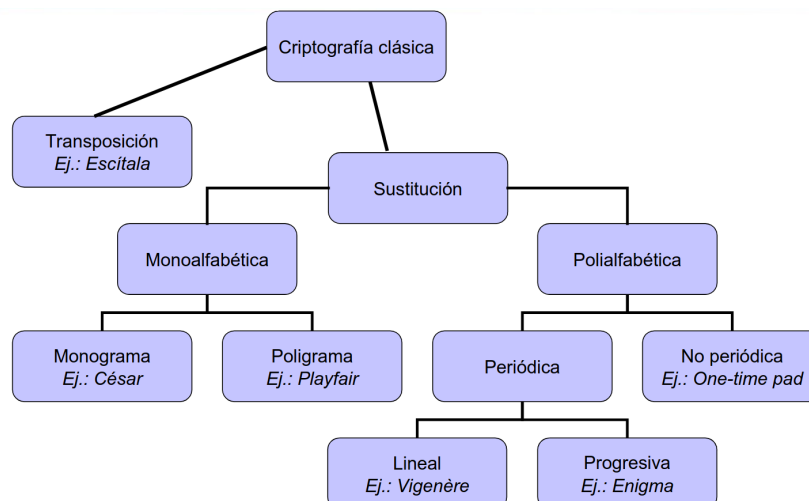 Criptografía clásica
Transposición
Ej.: Escítala
Sustitución
Monoalfabética
Polialfabética
Monograma
Ej.: César
Poligrama
Ej.: Playfair
Periódica
No periódica
Ej.: One-time pad
Lineal
Ej.: Vigenère
Progresiva
Ej.: Enigma